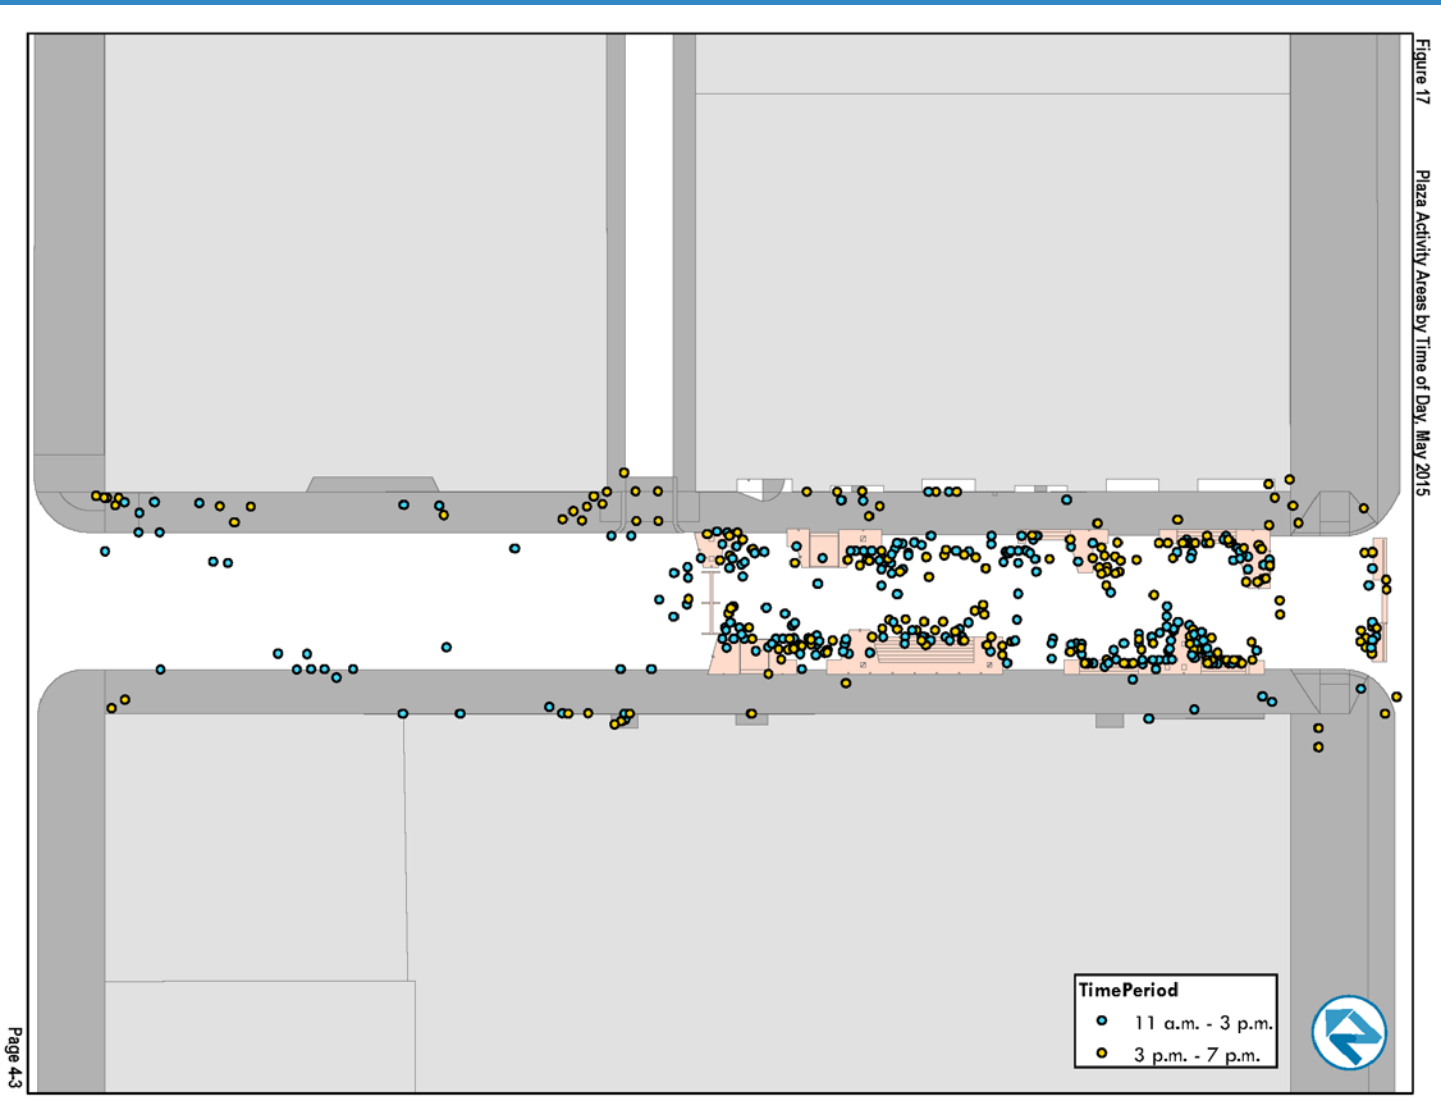 Figure 17 Plaza Activity Areas by Time of Day, May 2015
TimePeriod
11 a.m. - 3 p.m.
3 p.m. - 7 p.m.
Page 4-3